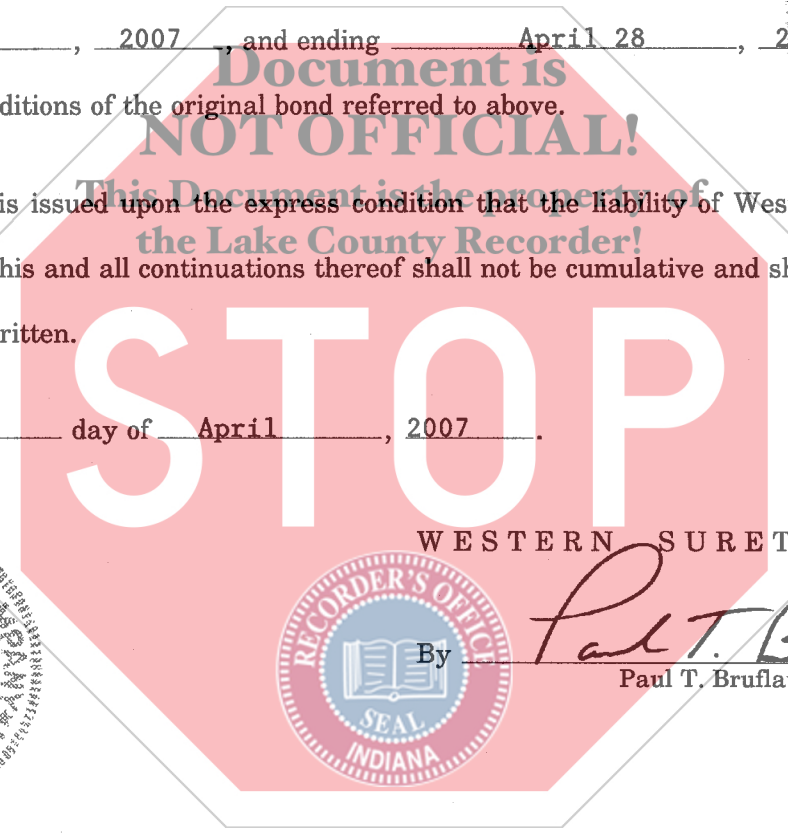 , 2007 , and ending April 28 , 2
Document is
ditions of the original bond referred to above.
NOT OFFICIAL!
This Document is the property of
is issued upon the express condition that the liability of Wes
the Lake County Recorder!
his and all continuations thereof shall not be cumulative and sh
ritten.
STOP
day of April , 2007 .
WESTERN SURET
RECORDER'S OFFICE
SEAL
INDIANA
By Paul T. B
Paul T. Brufla